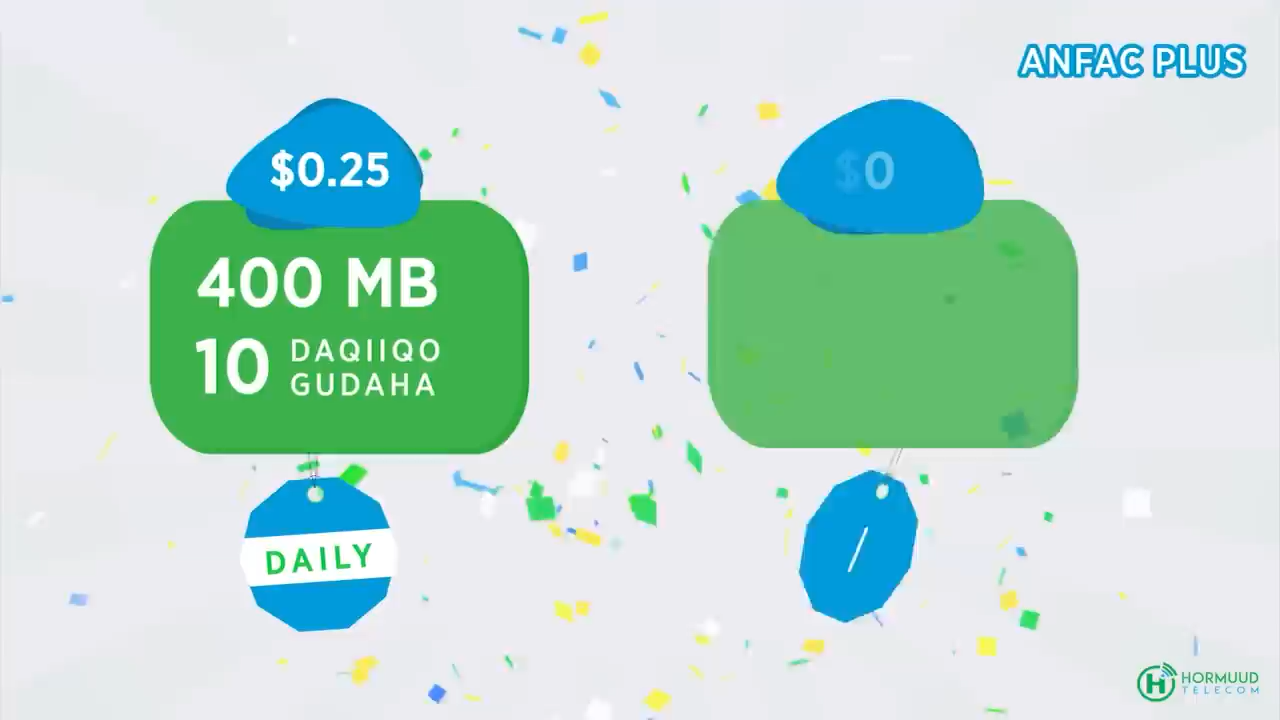 ANFAC PLUS
$0.25
400 MB
10 DAQIIQO
GUDAHA
DAILY
$0
HORMUUD
TELECOM